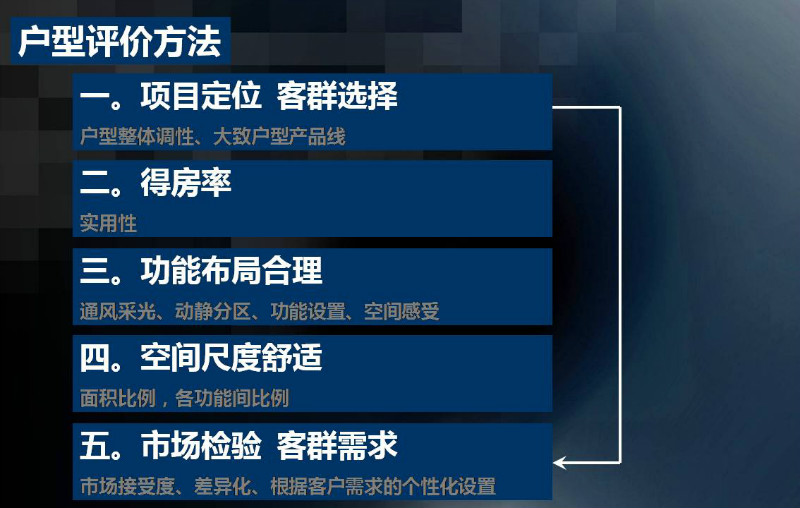 户型评价方法
一。项目定位 客群选择
户型整体调性、大致户型产品线
二。得房率
实用性
三。功能布局合理
通风采光、动静分区、功能设置、空间感受
四。空间尺度舒适
面积比例，各功能间比例
五。市场检验 客群需求
市场接受度、差异化、根据客户需求的个性化设置